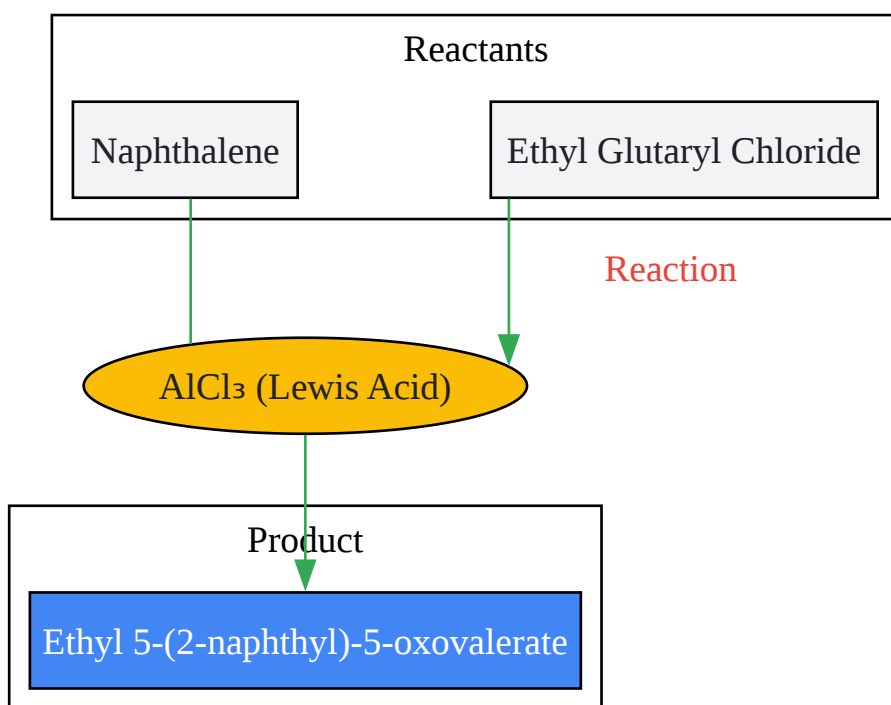 Reactants
Naphthalene
Ethyl Glutaryl Chloride
Reaction
AlCl₃ (Lewis Acid)
Product
Ethyl 5-(2-naphthyl)-5-oxovalerate